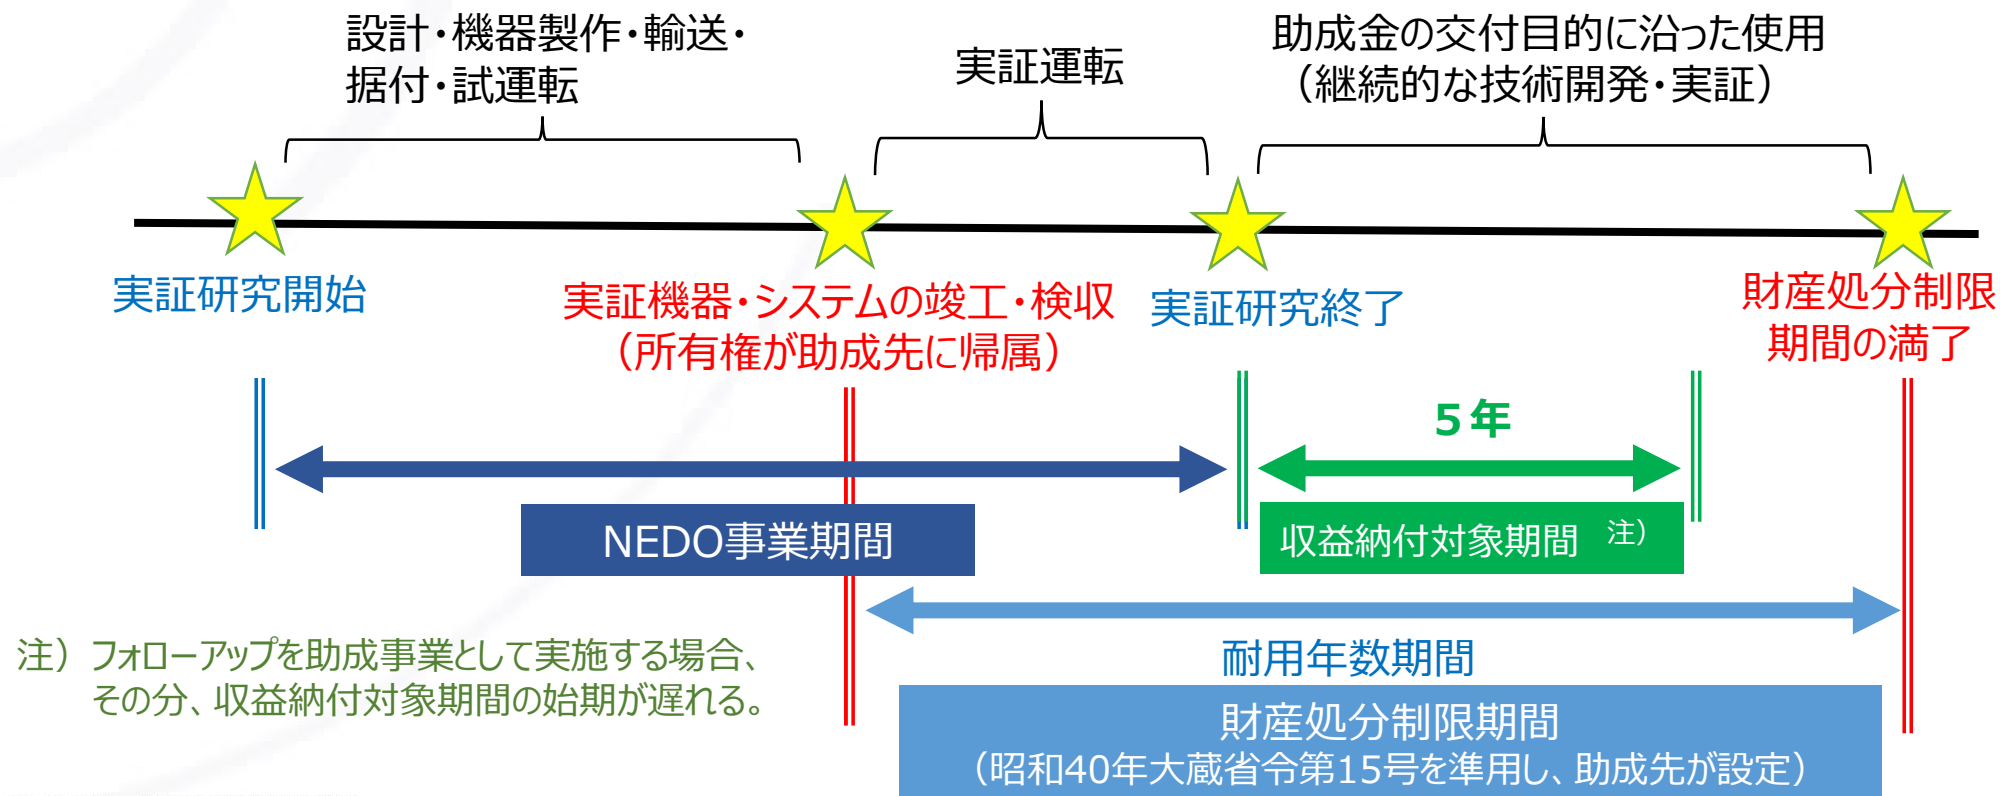 設計・機器製作・輸送・
据付・試運転
実証運転
助成金の交付目的に沿った使用
（継続的な技術開発・実証）
実証研究開始
実証機器・システムの竣工・検収
（所有権が助成先に帰属）
実証研究終了
財産処分制限
期間の満了
５年
NEDO事業期間
収益納付対象期間 注）
注）フォローアップを助成事業として実施する場合、
その分、収益納付対象期間の始期が遅れる。
耐用年数期間
財産処分制限期間
（昭和40年大蔵省令第15号を準用し、助成先が設定）